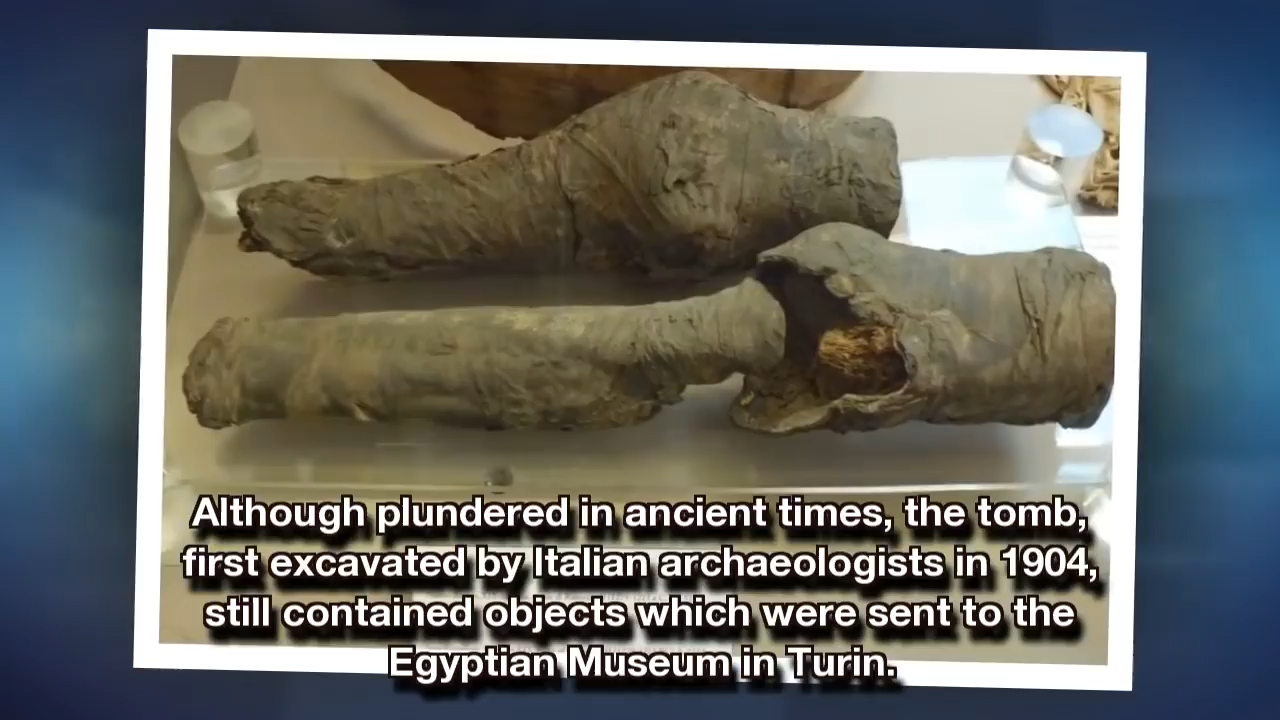 Although plundered in ancient times, the tomb,
first excavated by Italian archaeologists in 1904,
still contained objects which were sent to the
Egyptian Museum in Turin.